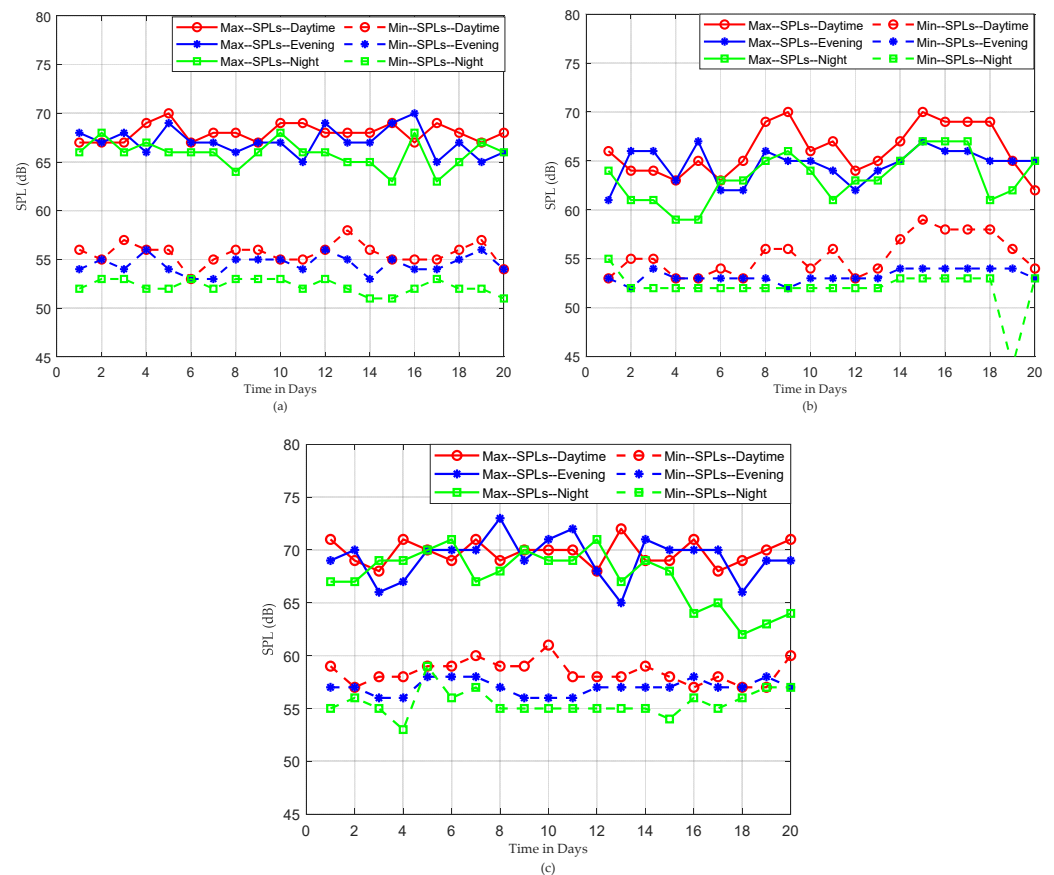 Max--SPLs--Daytime Min--SPLs--Daytime
Max--SPLs--Evening Min--SPLs--Evening
Max--SPLs--Night Min--SPLs--Night
80
75
70
65
60
55
50
45
SPL (dB)
0 2 4 6 8 10 12 14 16 18 20
Time in Days
(a)
Max--SPLs--Daytime Min--SPLs--Daytime
Max--SPLs--Evening Min--SPLs--Evening
Max--SPLs--Night Min--SPLs--Night
80
75
70
65
60
55
50
45
SPL (dB)
0 2 4 6 8 10 12 14 16 18 20
Time in Days
(b)
Max--SPLs--Daytime Min--SPLs--Daytime
Max--SPLs--Evening Min--SPLs--Evening
Max--SPLs--Night Min--SPLs--Night
80
75
70
65
60
55
50
45
SPL (dB)
0 2 4 6 8 10 12 14 16 18 20
Time in Days
(c)